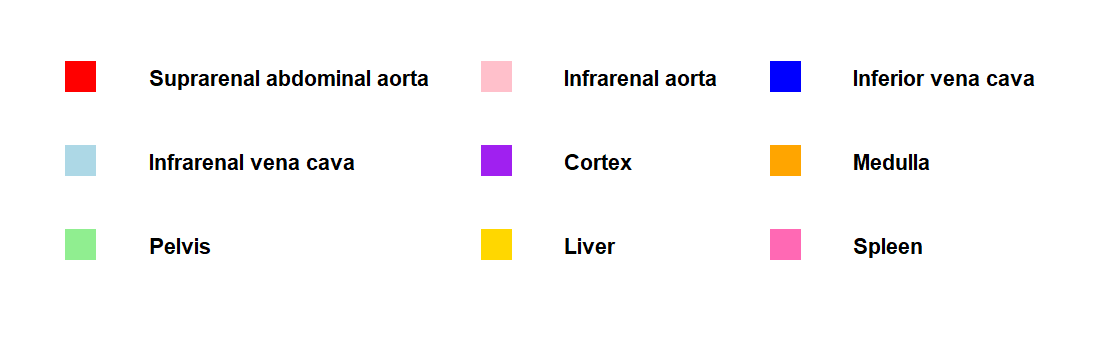 Suprarenal abdominal aorta Infrarenal aorta Inferior vena cava
Infrarenal vena cava Cortex Medulla
Pelvis Liver Spleen